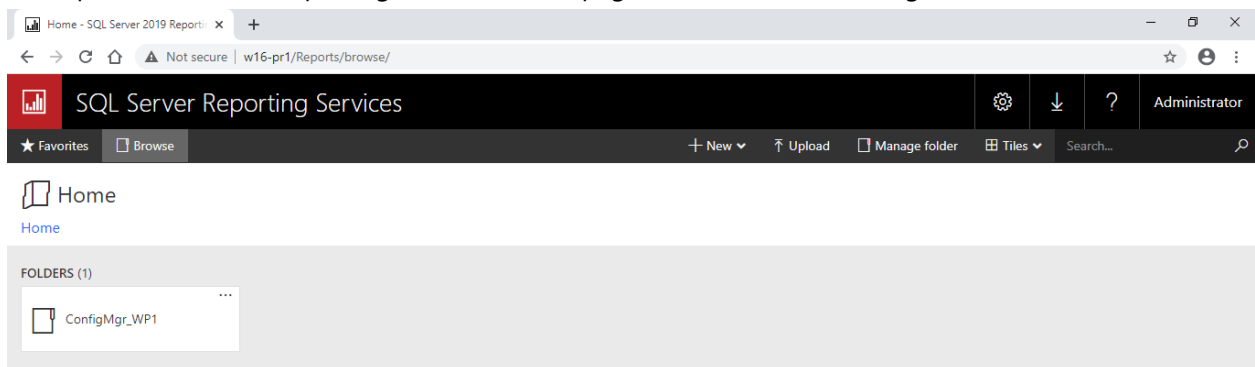 Home - SQL Server 2019 Reporti
Not secure | w16-pr1/Reports/browse/
SQL Server Reporting Services
? Administrator
Favorites Browse New Upload Manage folder Tiles Search...
Home
Home
FOLDERS (1)
...
ConfigMgr_WP1